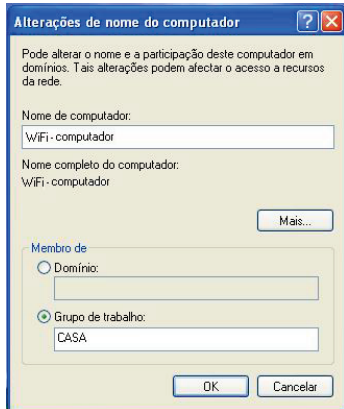 Alterações de nome do computador
Pode alterar o nome e a participação deste computador em
domínios. Tais alterações podem afectar o acesso a recursos
da rede.
Nome de computador:
WiFi-computador
Nome completo do computador:
WiFi-computador
Mais...
Membro de
Domínio:
Grupo de trabalho:
CASA
OK
Cancelar